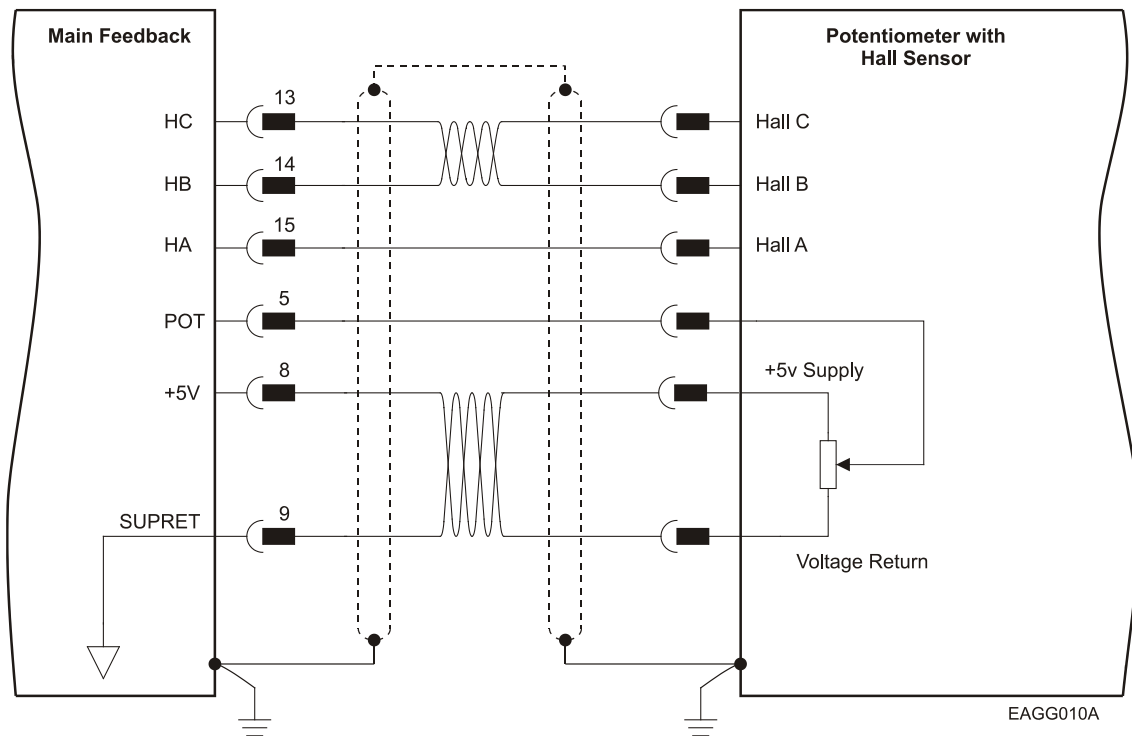 Main Feedback
Potentiometer with
Hall Sensor
HC
13
Hall C
HB
14
Hall B
HA
15
Hall A
POT
5
+5V
8
+5v Supply
SUPRET
9
Voltage Return
EAGG010A